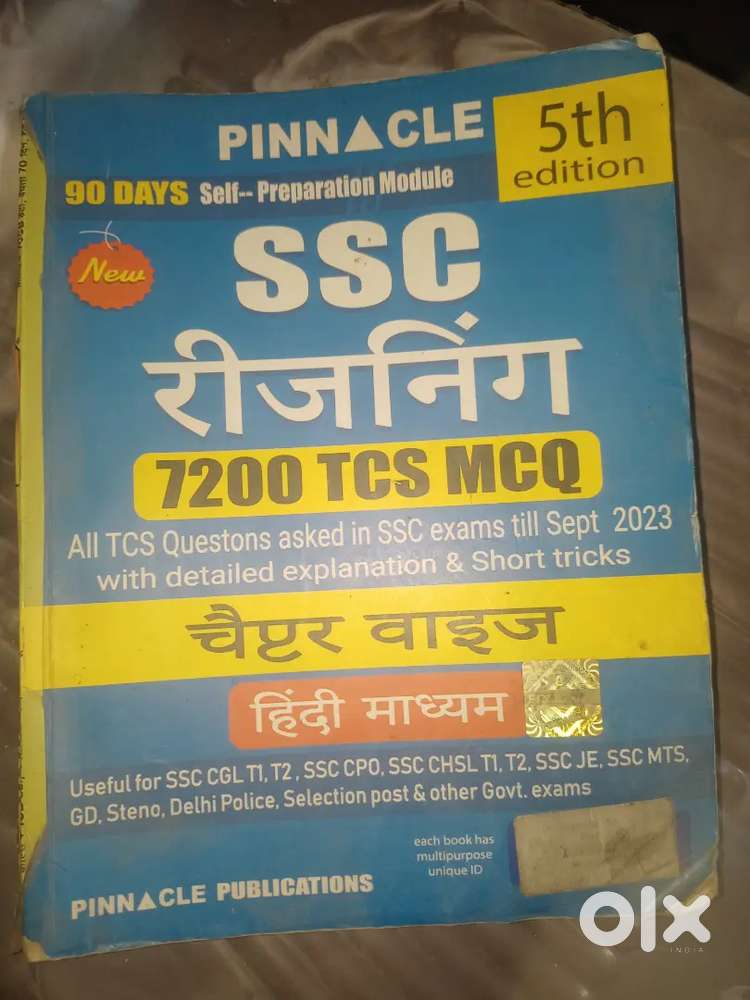 PINNACLE
5th
edition
90 DAYS Self-- Preparation Module
New
SSC
रीजनिंग
7200 TCS MCQ
All TCS Questons asked in SSC exams till Sept 2023
with detailed explanation & Short tricks
चैप्टर वाइज
हिंदी माध्यम
Useful for SSC CGL T1, T2 , SSC CPO, SSC CHSL T1, T2, SSC JE, SSC MTS,
GD, Steno, Delhi Police, Selection post & other Govt. exams
each book has
multipurpose
unique ID
PINNACLE PUBLICATIONS
olx
INDIA